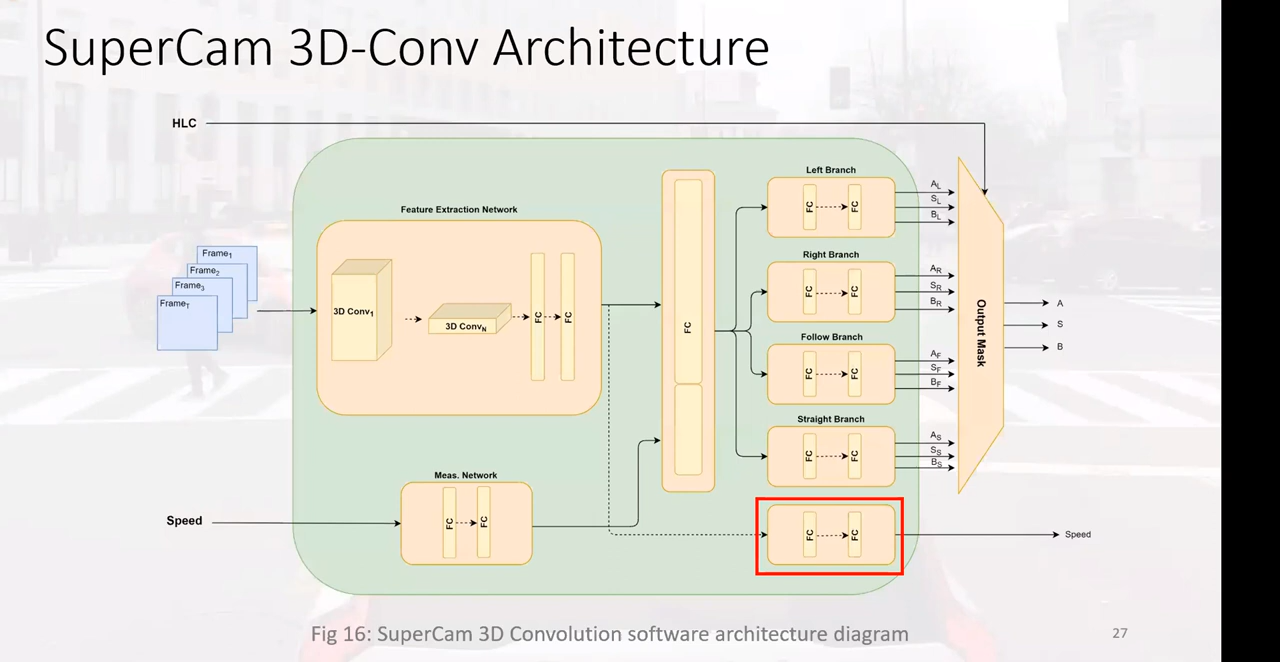 SuperCam 3D-Conv Architecture
HLC
Feature Extraction Network
Frame1
Frame2
Frame3
FrameT
3D Conv1
3D ConvN
FC
FC
Speed
Meas. Network
FC
FC
FC
Left Branch
FC
FC
AL
SL
BL
Right Branch
FC
FC
AR
SR
BR
Follow Branch
FC
FC
AF
SF
BF
Straight Branch
FC
FC
AS
SS
BS
FC
FC
Output Mask
A
S
B
Speed
Fig 16: SuperCam 3D Convolution software architecture diagram
27